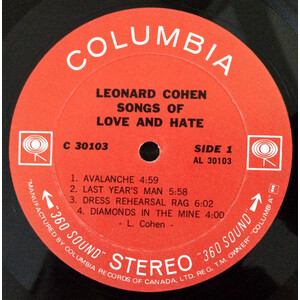 COLUMBIA
LEONARD COHEN
SONGS OF
LOVE AND HATE
C 30103
SIDE 1
AL 30103
1. AVALANCHE 4:59
2. LAST YEAR'S MAN 5:58
3. DRESS REHEARSAL RAG 6:02
4. DIAMONDS IN THE MINE 4:00
- L. Cohen -
"360 SOUND" STEREO "360 SOUND"
"MANUFACTURED BY COLUMBIA RECORDS OF CANADA, LTD. REG. T.M. OWNER: "COLUMBIA"